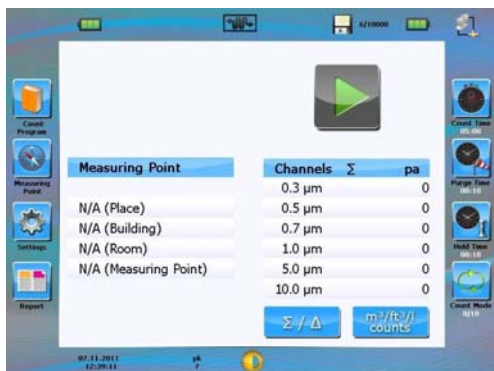 4/10000
Count
Program
Measuring
Point
Settings
Report
Measuring Point
N/A (Place)
N/A (Building)
N/A (Room)
N/A (Measuring Point)
Channels Σ pa
0.3 µm 0
0.5 µm 0
0.7 µm 0
1.0 µm 0
5.0 µm 0
10.0 µm 0
Σ / Δ
m³/ft³/l
counts
Count Time
05:00
Purge Time
00:10
Hold Time
00:10
Count Mode
0/10
07.11.2011
12:39:11
pk
7